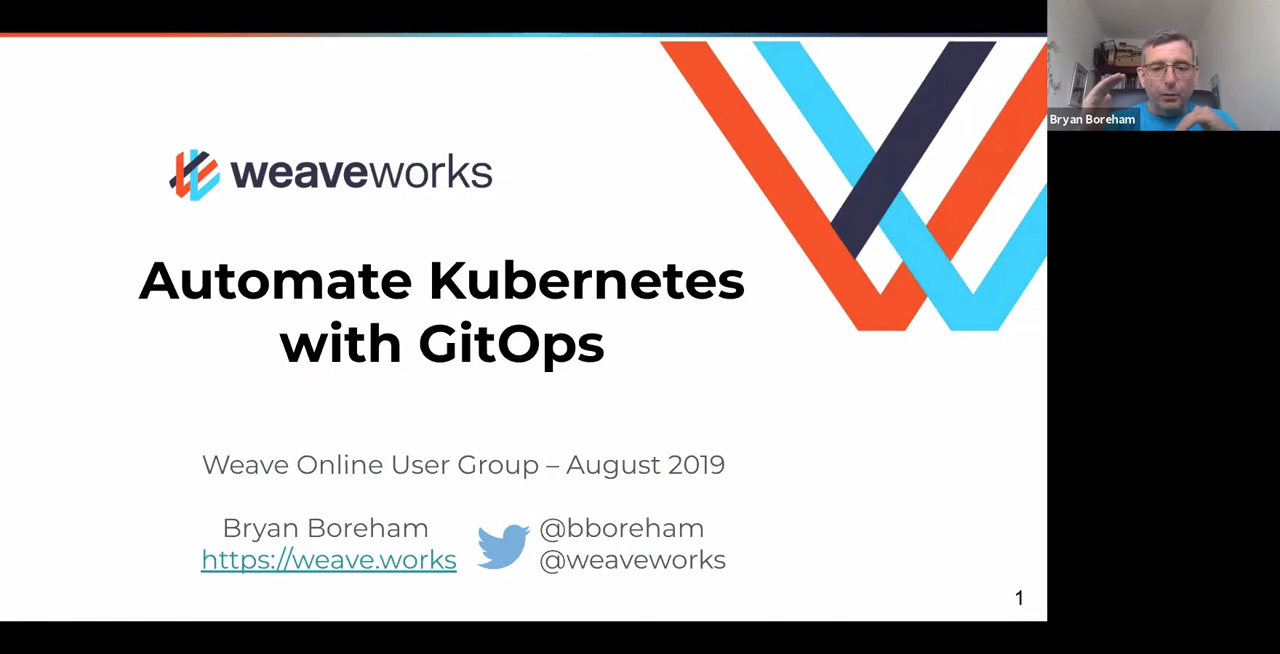 weaveworks
Automate Kubernetes
with GitOps
Weave Online User Group – August 2019
Bryan Boreham
@bboreham
https://weave.works
@weaveworks
1
Bryan Boreham